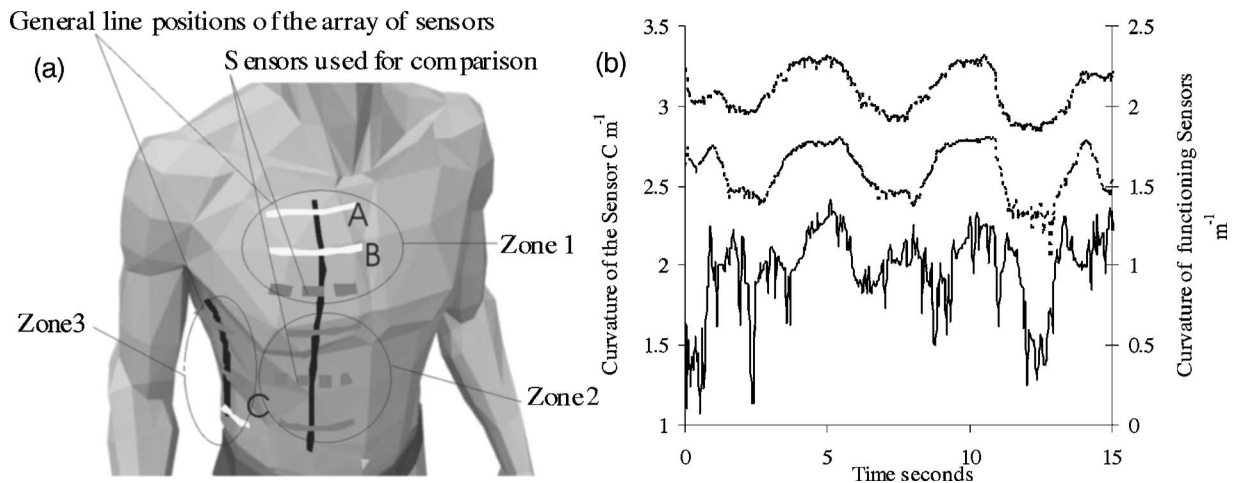 General line positions of the array of sensors
(a)
Sensors used for comparison
A
B
Zone 1
Zone3
C
Zone2
(b)
3.5
3
2.5
2
1.5
1
Curvature of the Sensor C m-1
2.5
2
1.5
1
0.5
0
Curvature of functioning Sensors
m-1
0
5
10
15
Time seconds